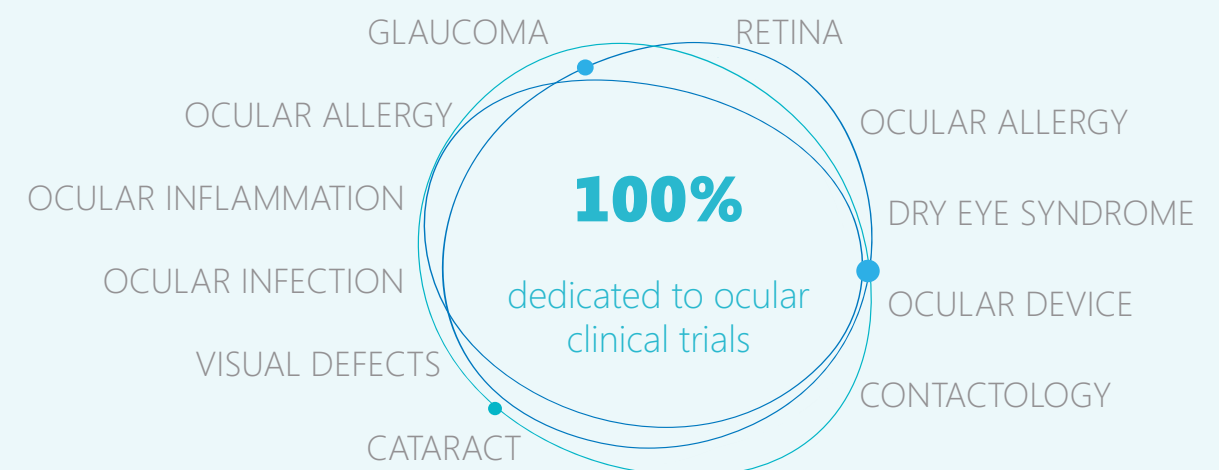 GLAUCOMA
RETINA
OCULAR ALLERGY
OCULAR ALLERGY
OCULAR INFLAMMATION
100%
DRY EYE SYNDROME
OCULAR INFECTION
dedicated to ocular
clinical trials
OCULAR DEVICE
VISUAL DEFECTS
CONTACTOLOGY
CATARACT